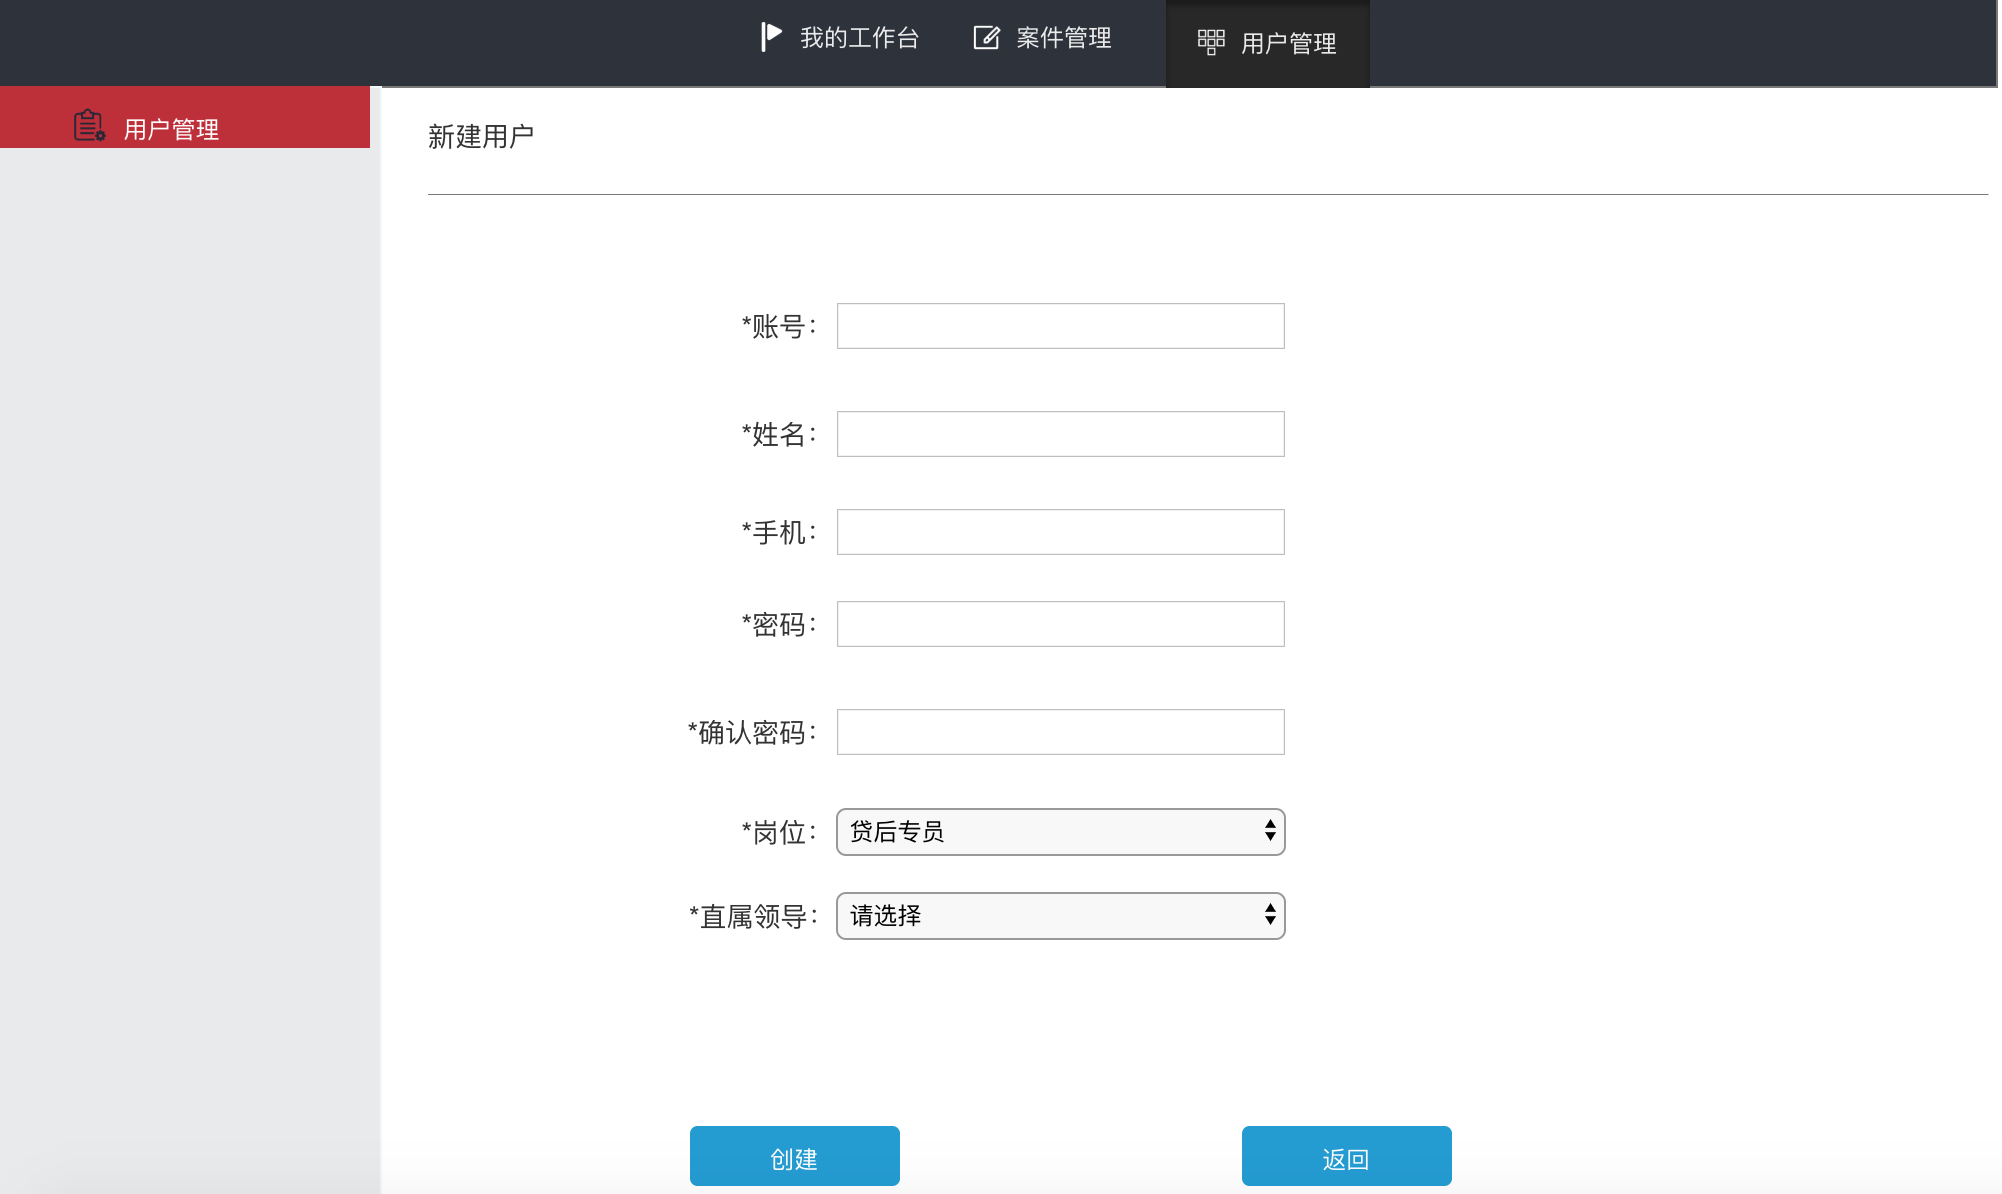 我的工作台 案件管理 用户管理
用户管理
新建用户
*账号：
*姓名：
*手机：
*密码：
*确认密码：
*岗位： 贷后专员
*直属领导： 请选择
创建 返回